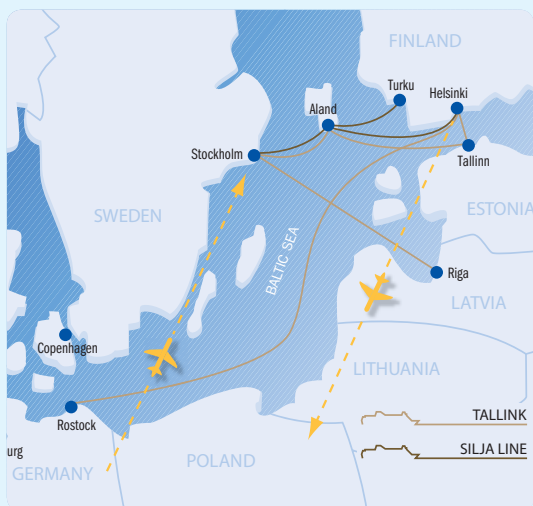 FINLAND
Turku
Helsinki
Aland
Stockholm
Tallinn
SWEDEN
ESTONIA
BALTIC SEA
Riga
LATVIA
Copenhagen
LITHUANIA
Rostock
TALLINK
urg
SILJA LINE
POLAND
GERMANY